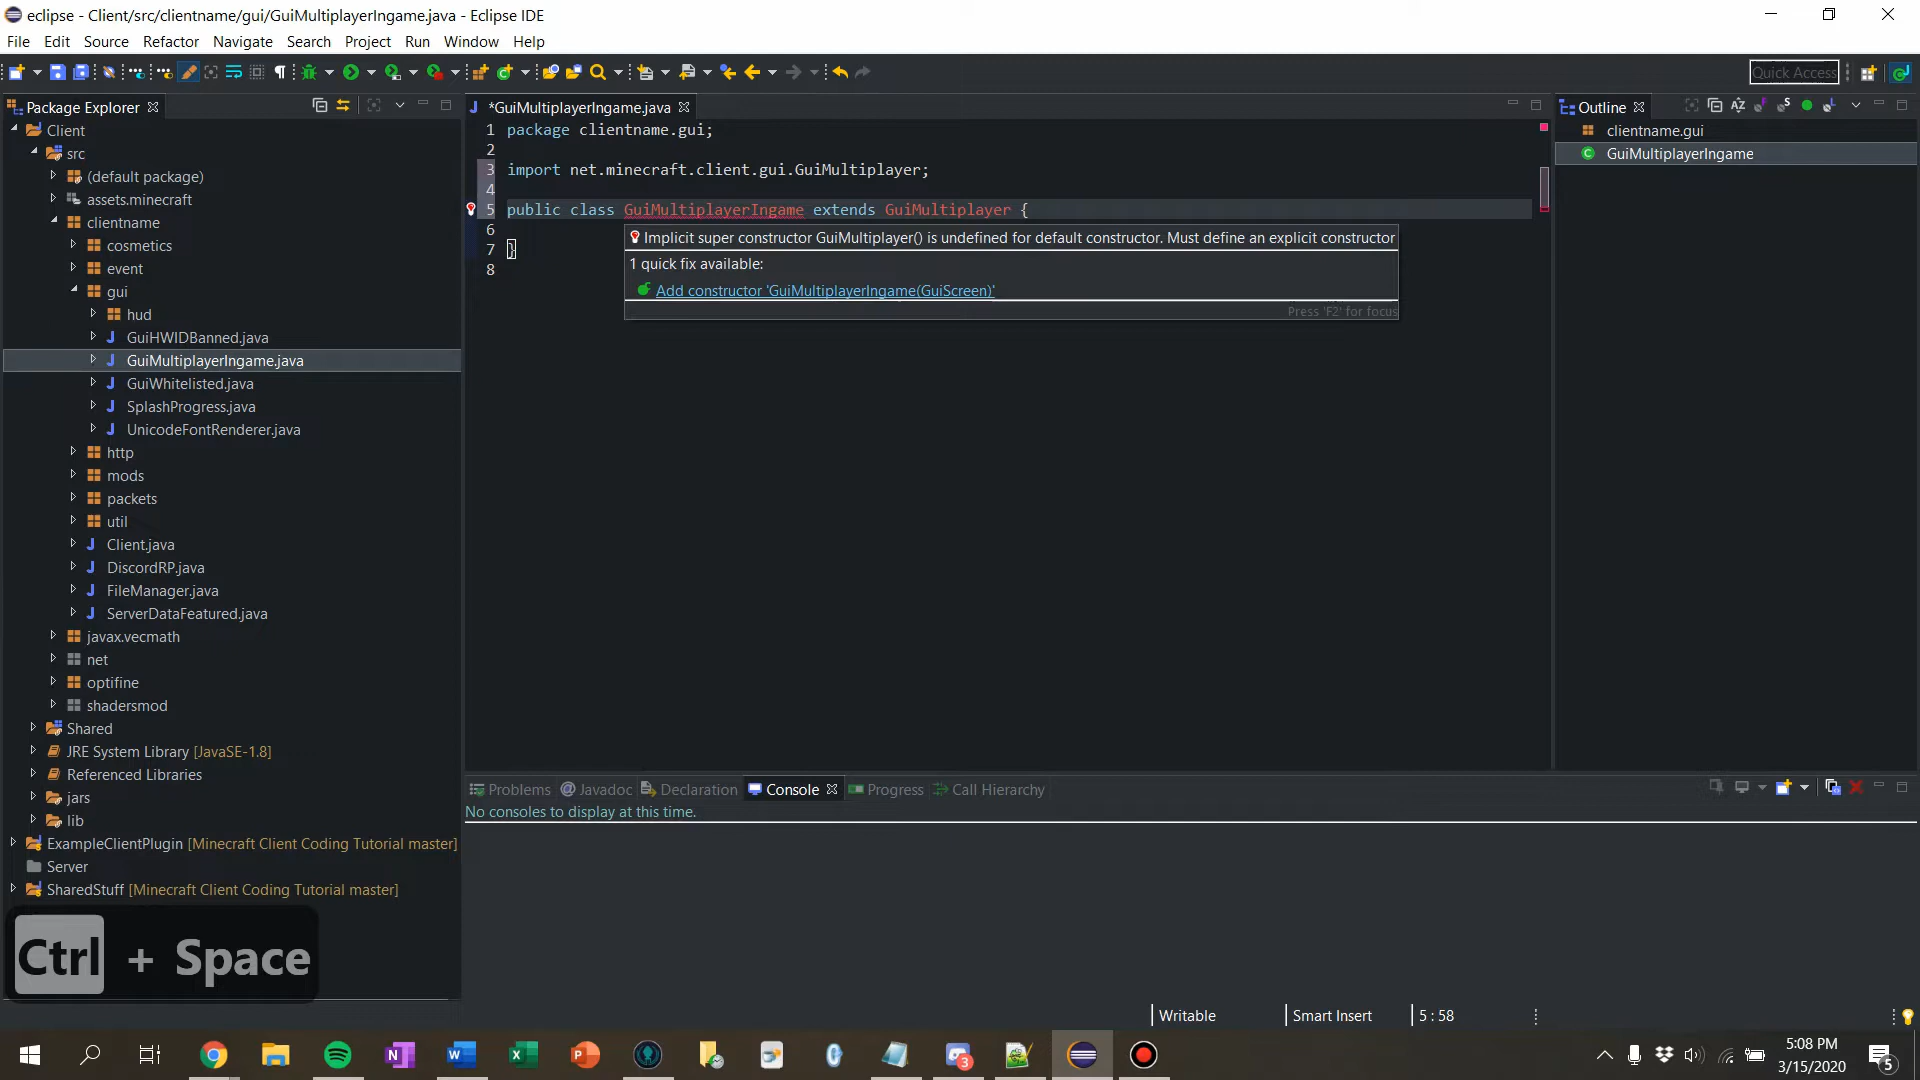 eclipse - Client/src/clientname/gui/GuiMultiplayerIngame.java - Eclipse IDE
File Edit Source Refactor Navigate Search Project Run Window Help
Quick Access
Package Explorer
Client
src
(default package)
assets.minecraft
clientname
cosmetics
event
gui
hud
GuiHWIDBanned.java
GuiMultiplayerIngame.java
GuiWhitelisted.java
SplashProgress.java
UnicodeFontRenderer.java
http
mods
packets
util
Client.java
DiscordRP.java
FileManager.java
ServerDataFeatured.java
javax.vecmath
net
optifine
shadersmod
Shared
JRE System Library [JavaSE-1.8]
Referenced Libraries
jars
lib
ExampleClientPlugin [Minecraft Client Coding Tutorial master]
Server
SharedStuff [Minecraft Client Coding Tutorial master]
Ctrl + Space
*GuiMultiplayerIngame.java
1 package clientname.gui;
2
3 import net.minecraft.client.gui.GuiMultiplayer;
4
5 public class GuiMultiplayerIngame extends GuiMultiplayer {
6
7 }
8
Implicit super constructor GuiMultiplayer() is undefined for default constructor. Must define an explicit constructor
1 quick fix available:
Add constructor 'GuiMultiplayerIngame(GuiScreen)'
Press 'F2' for focus
Outline
clientname.gui
GuiMultiplayerIngame
Problems Javadoc Declaration Console Progress Call Hierarchy
No consoles to display at this time.
Writable Smart Insert 5 : 58
5:08 PM
3/15/2020
3
5